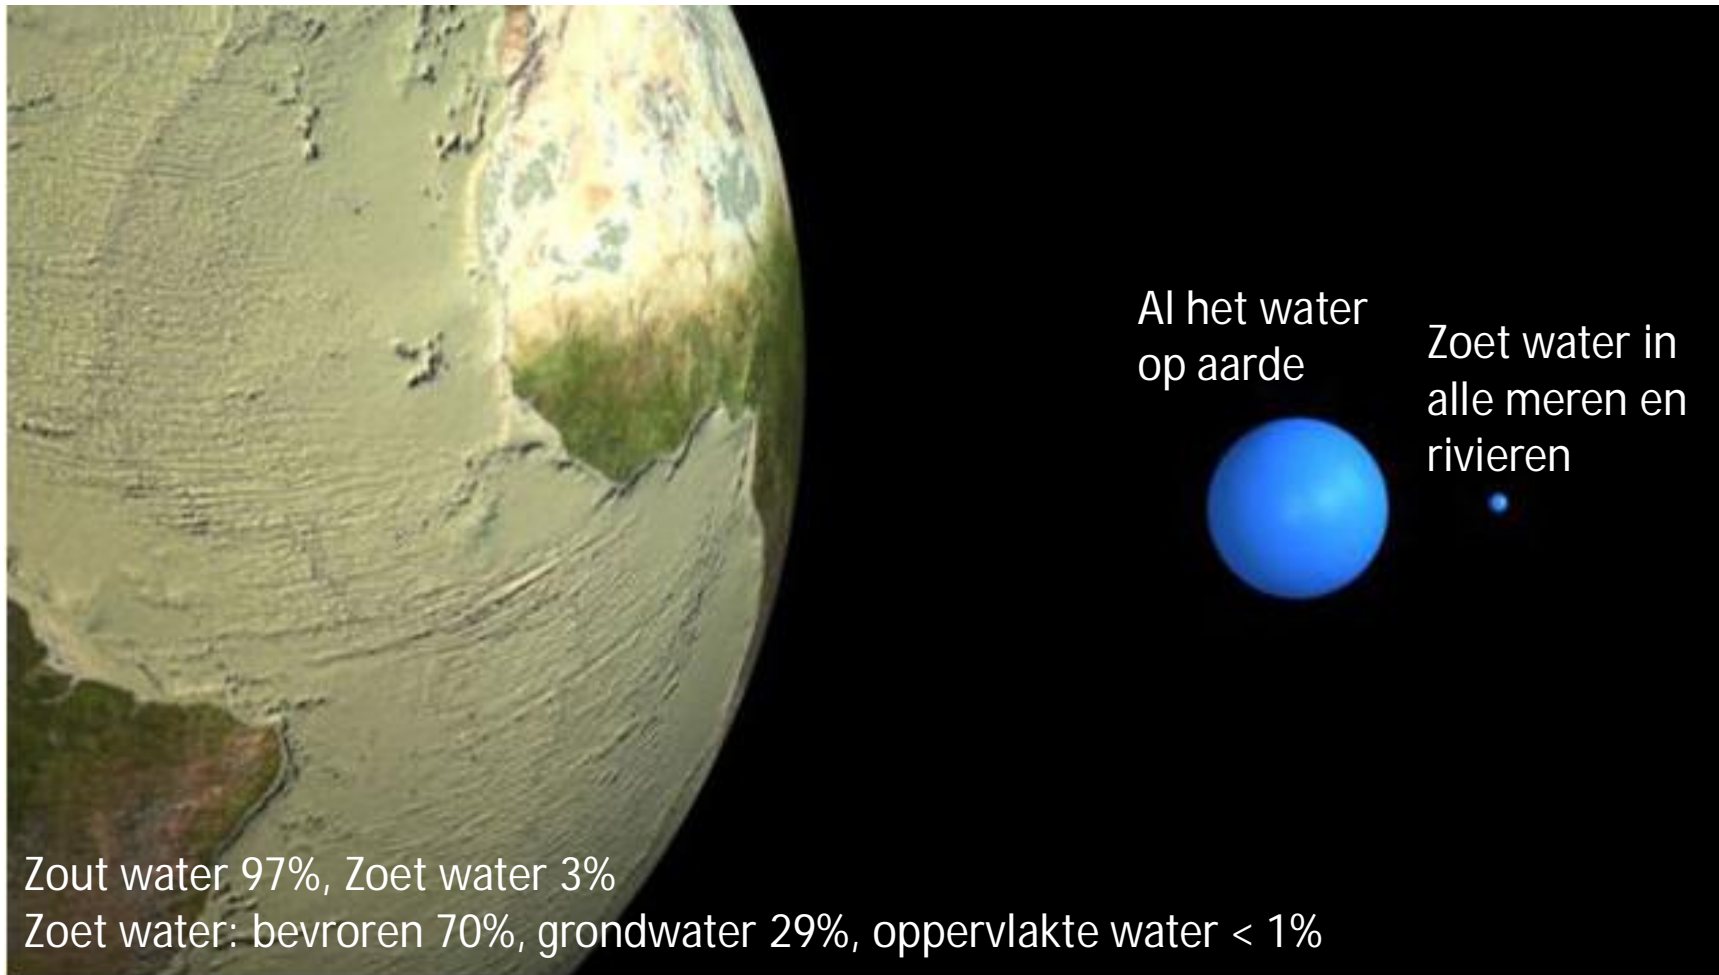 Al het water
op aarde
Zoet water in
alle meren en
rivieren
Zout water 97%, Zoet water 3%
Zoet water: bevroren 70%, grondwater 29%, oppervlakte water < 1%